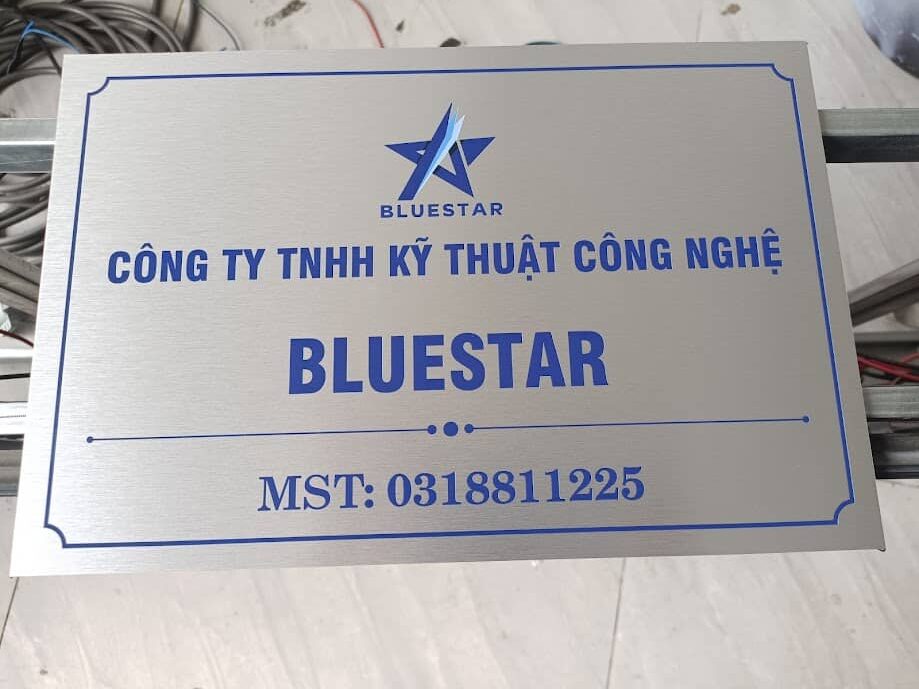 BLUESTAR
CÔNG TY TNHH KỸ THUẬT CÔNG NGHỆ
BLUESTAR
MST: 0318811225